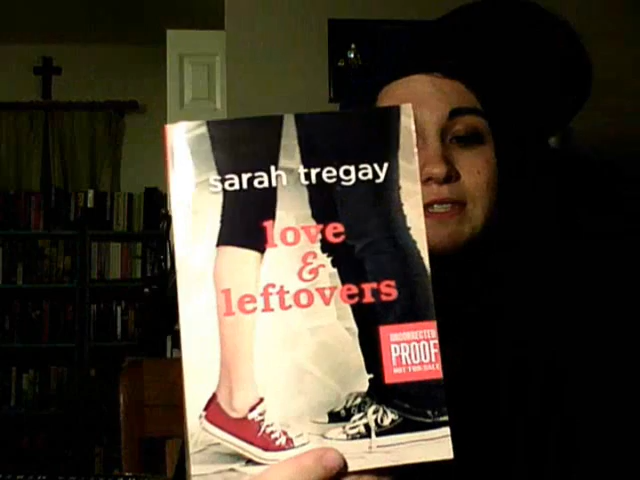 sarah tregay
love
&
leftovers
UNCORRECTED
PROOF
NOT FOR SALE